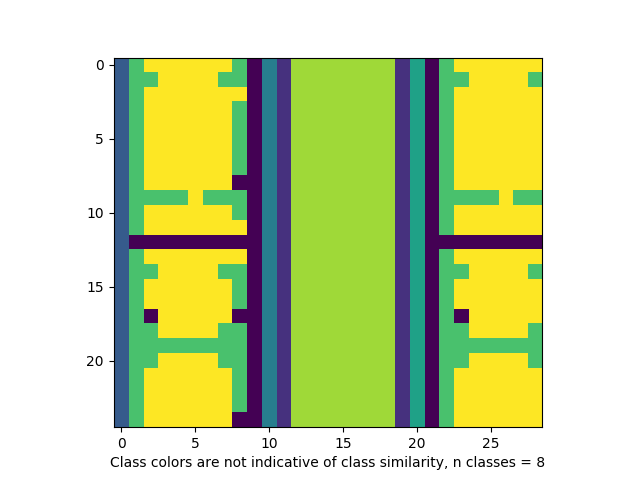 0
5
10
15
20
0 5 10 15 20 25
Class colors are not indicative of class similarity, n classes = 8